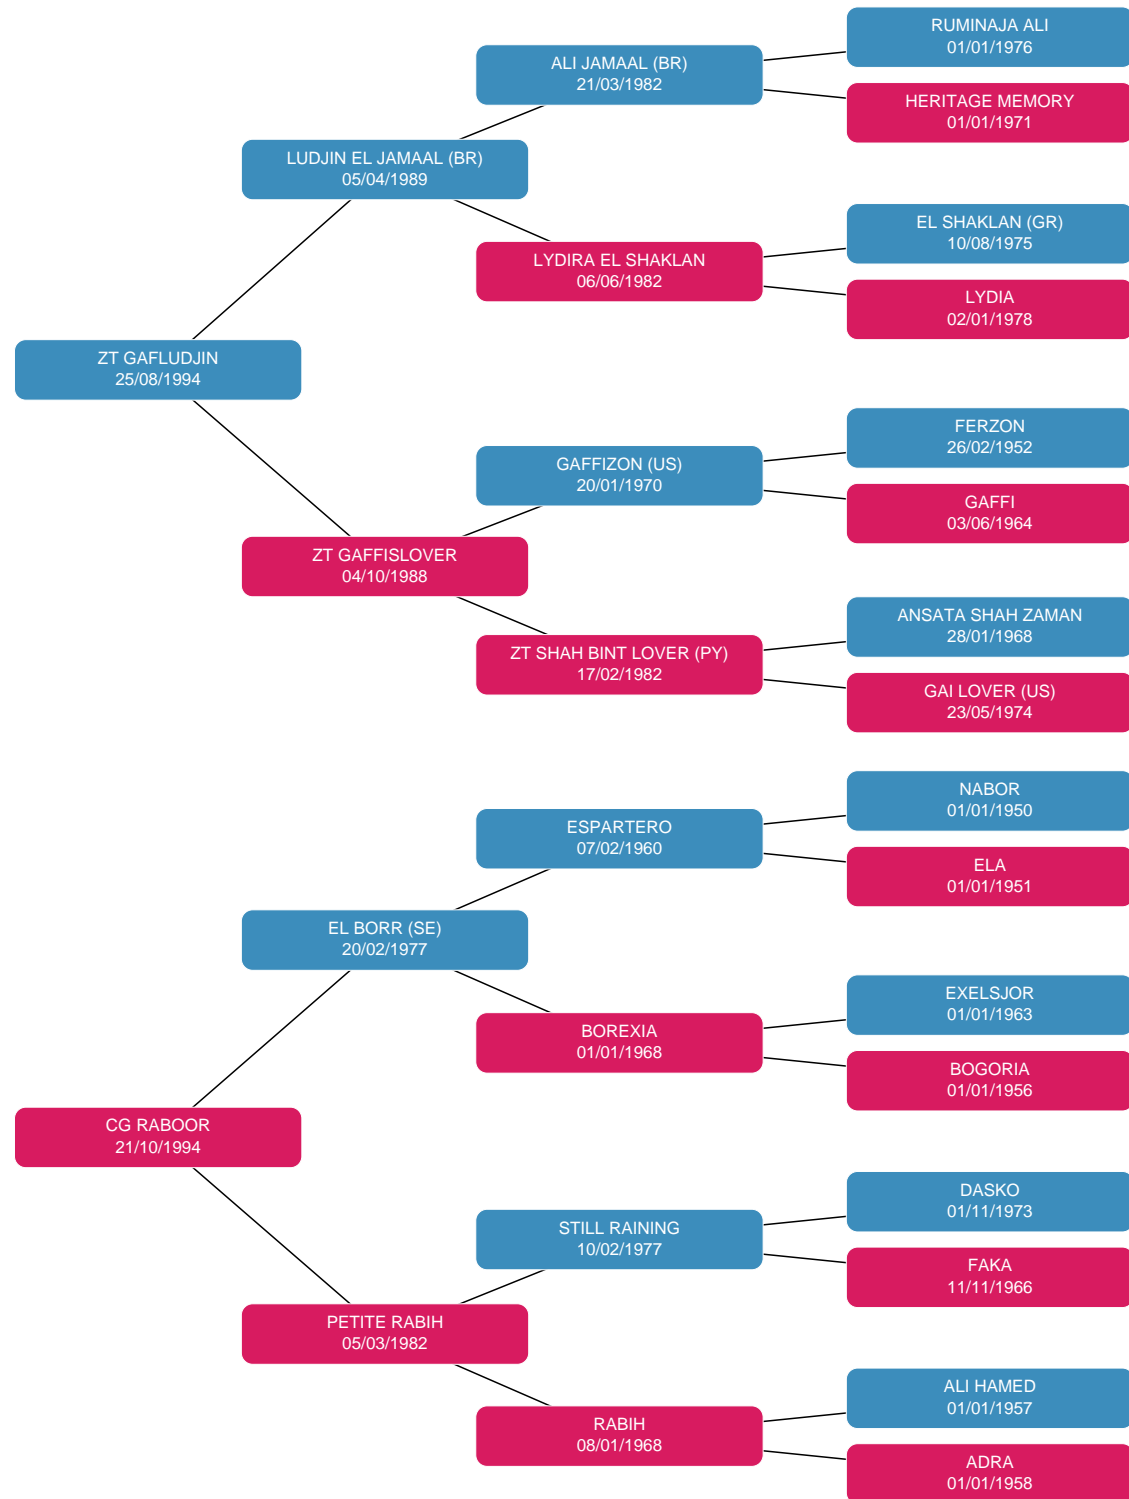 RUMINAJA ALI
01/01/1976
ALI JAMAAL (BR)
21/03/1982
HERITAGE MEMORY
01/01/1971
LUDJIN EL JAMAAL (BR)
05/04/1989
EL SHAKLAN (GR)
10/08/1975
LYDIRA EL SHAKLAN
06/06/1982
LYDIA
02/01/1978
ZT GAFLUDJIN
25/08/1994
FERZON
26/02/1952
GAFFIZON (US)
20/01/1970
GAFFI
03/06/1964
ZT GAFFISLOVER
04/10/1988
ANSATA SHAH ZAMAN
28/01/1968
ZT SHAH BINT LOVER (PY)
17/02/1982
GAI LOVER (US)
23/05/1974
NABOR
01/01/1950
ESPARTERO
07/02/1960
ELA
01/01/1951
EL BORR (SE)
20/02/1977
EXELSJOR
01/01/1963
BOREXIA
01/01/1968
BOGORIA
01/01/1956
CG RABOOR
21/10/1994
DASKO
01/11/1973
STILL RAINING
10/02/1977
FAKA
11/11/1966
PETITE RABIH
05/03/1982
ALI HAMED
01/01/1957
RABIH
08/01/1968
ADRA
01/01/1958